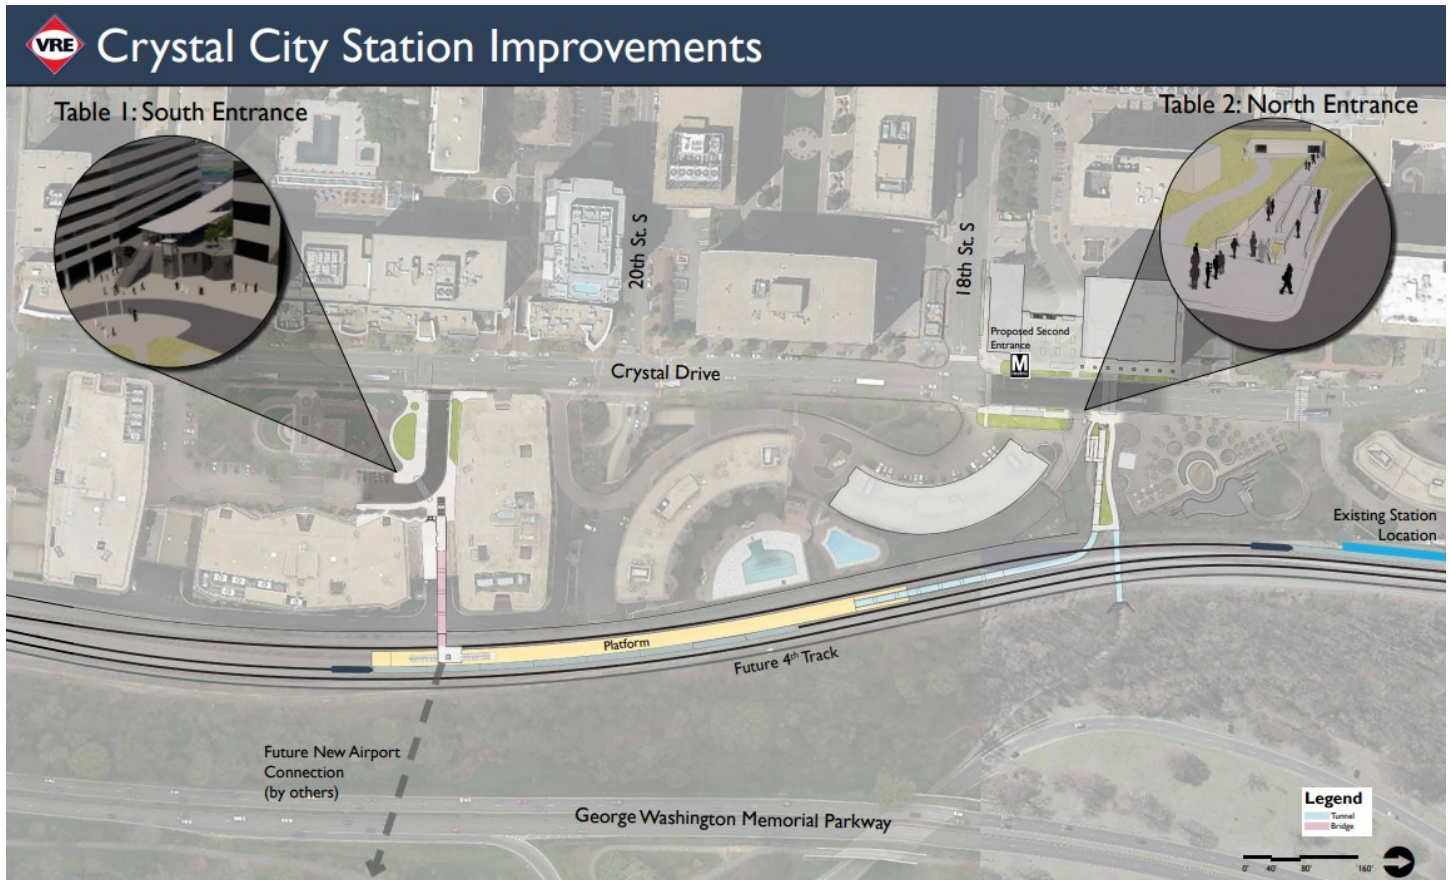 VRE
Crystal City Station Improvements
Table 1: South Entrance
Table 2: North Entrance
20th St. S
18th St. S
Proposed Second
Entrance
M
Crystal Drive
Existing Station
Location
Platform
Future 4th Track
Future New Airport
Connection
(by others)
George Washington Memorial Parkway
Legend
Tunnel
Bridge
0' 40' 80' 160'